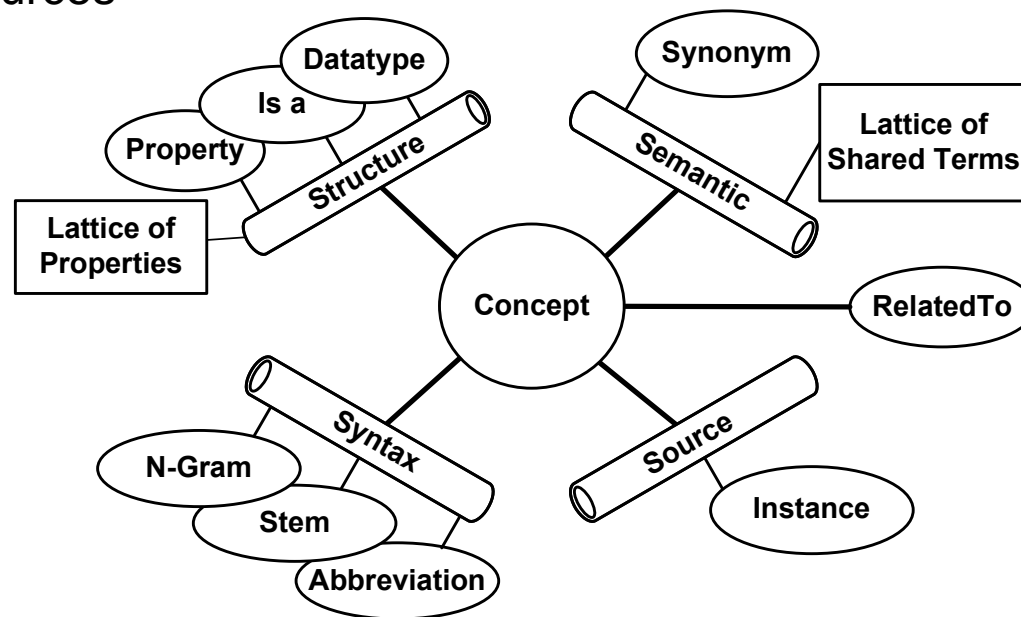 Datatype
Is a
Property
Structure
Lattice of
Properties
Synonym
Semantic
Lattice of
Shared Terms
Concept
RelatedTo
Syntax
N-Gram
Stem
Abbreviation
Source
Instance